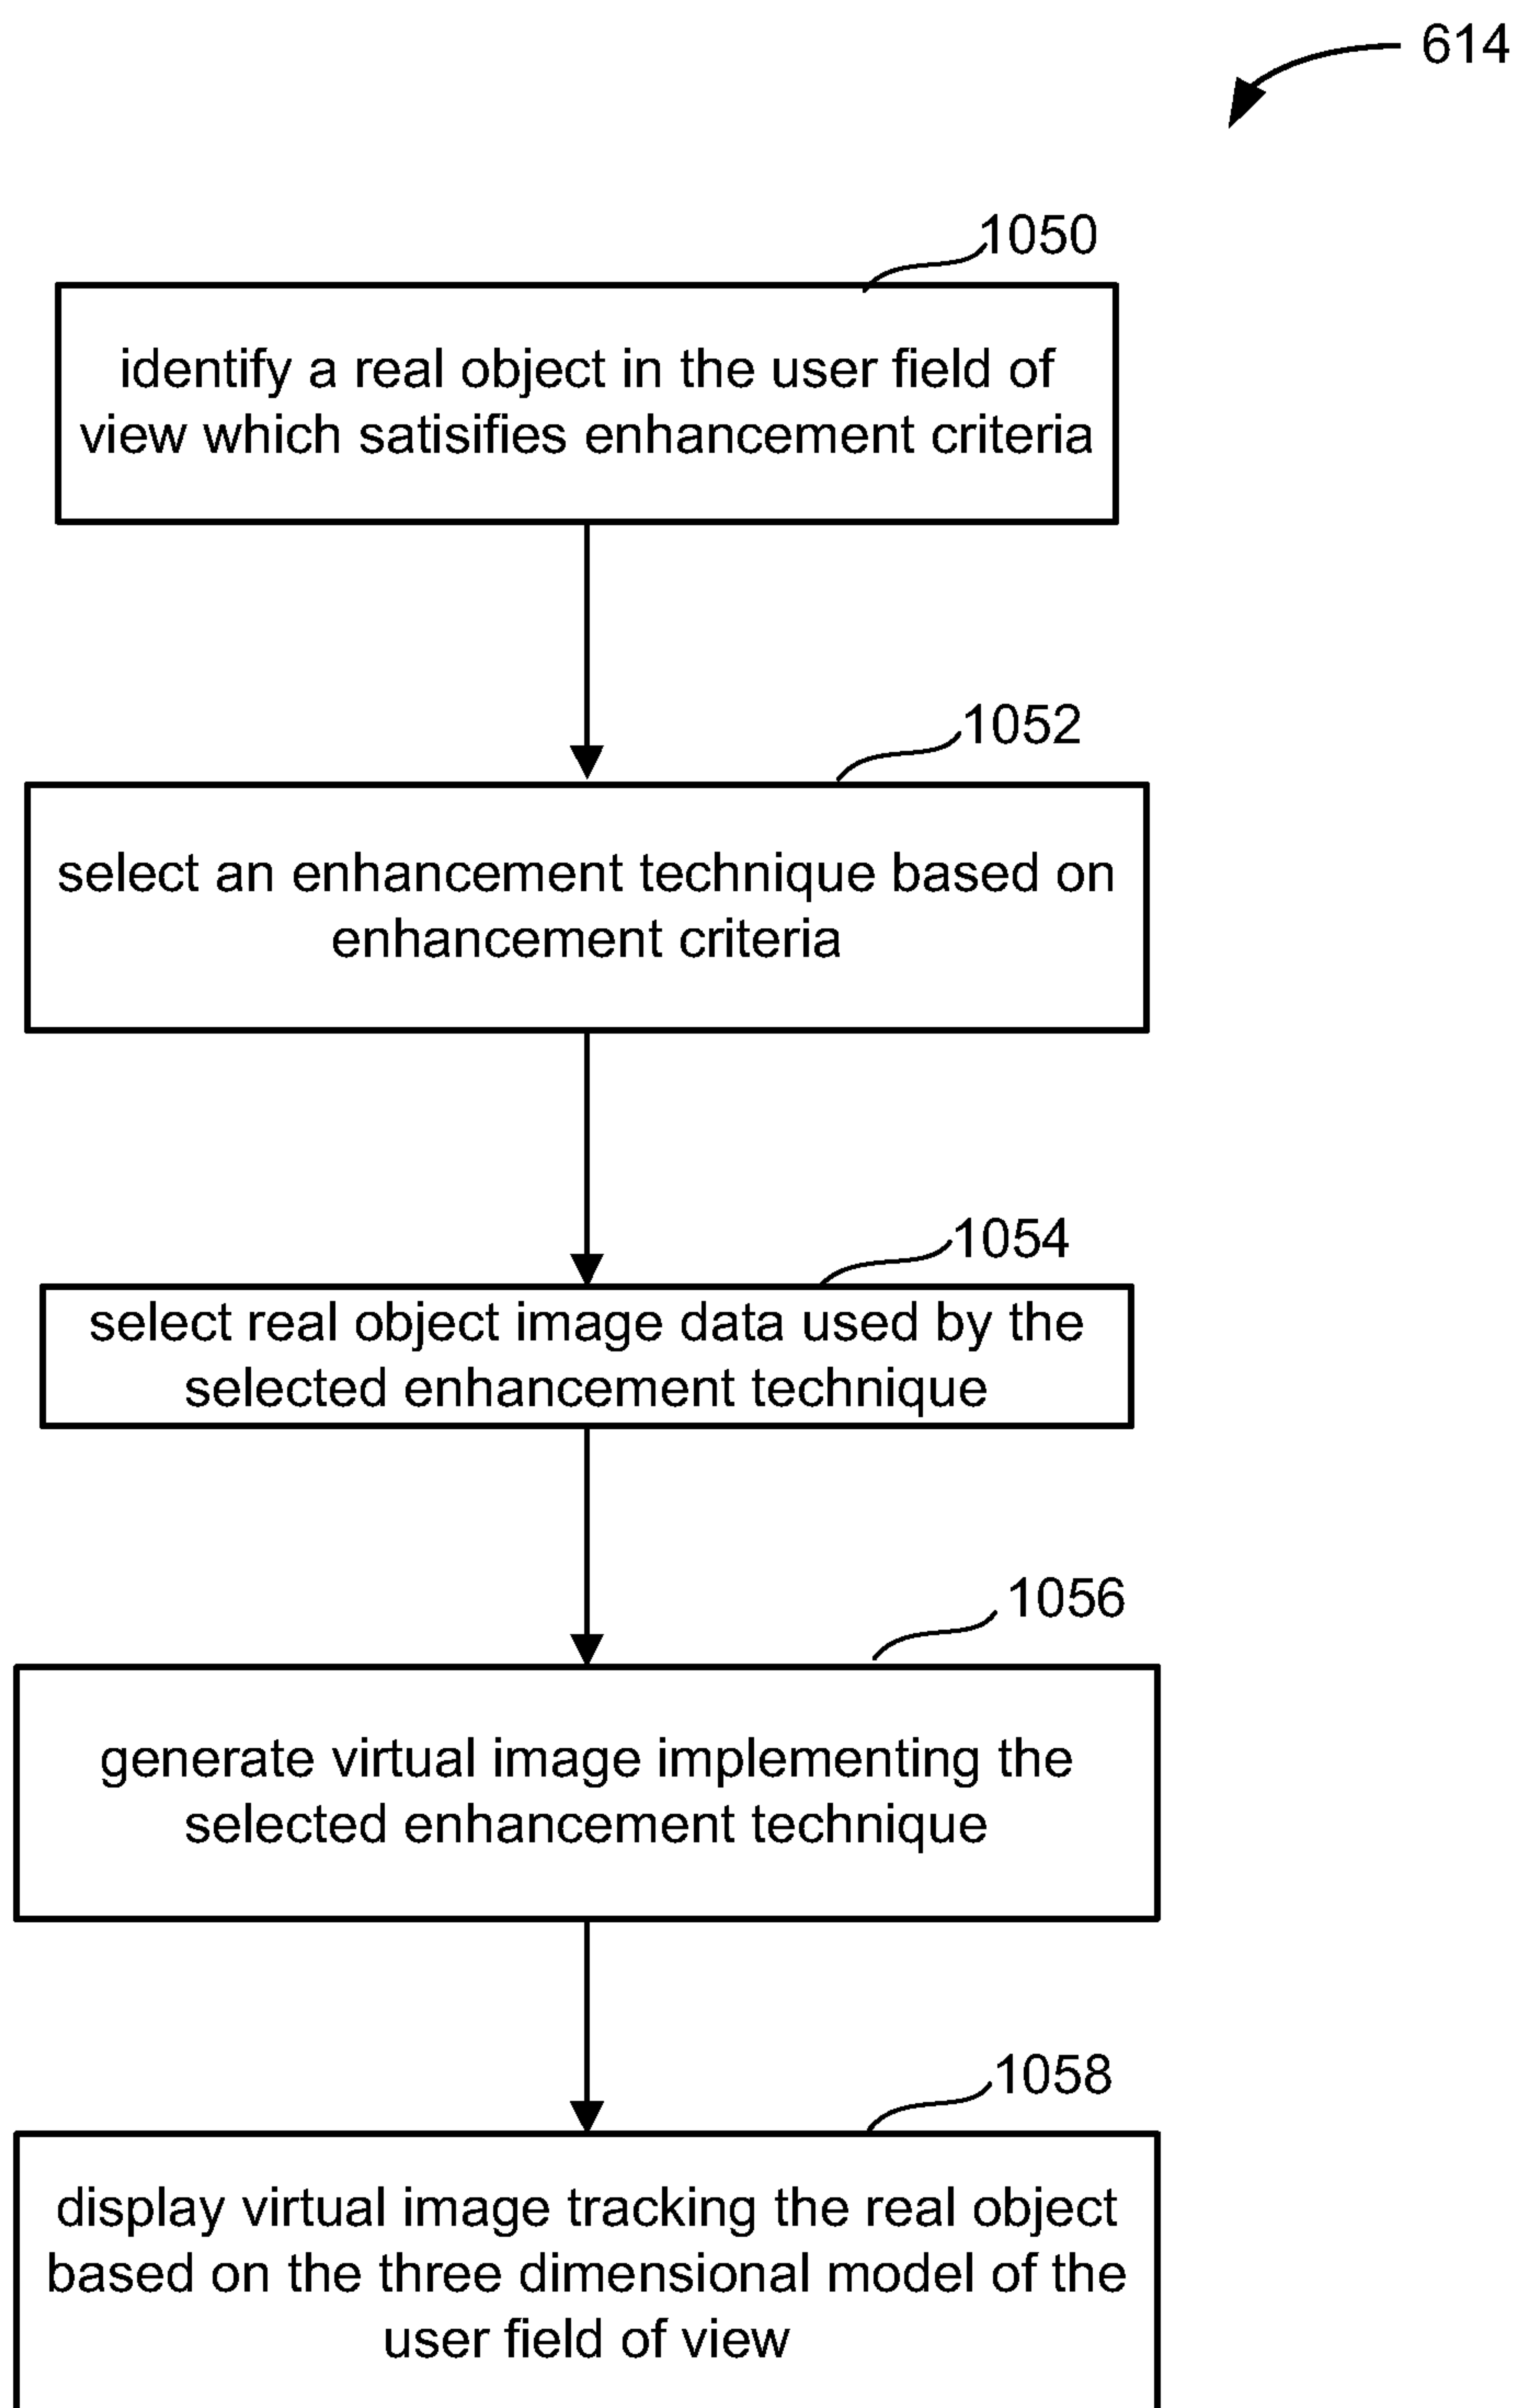 614
1050
identify a real object in the user field of
view which satisifies enhancement criteria
1052
select an enhancement technique based on
enhancement criteria
1054
select real object image data used by the
selected enhancement technique
1056
generate virtual image implementing the
selected enhancement technique
1058
display virtual image tracking the real object
based on the three dimensional model of the
user field of view